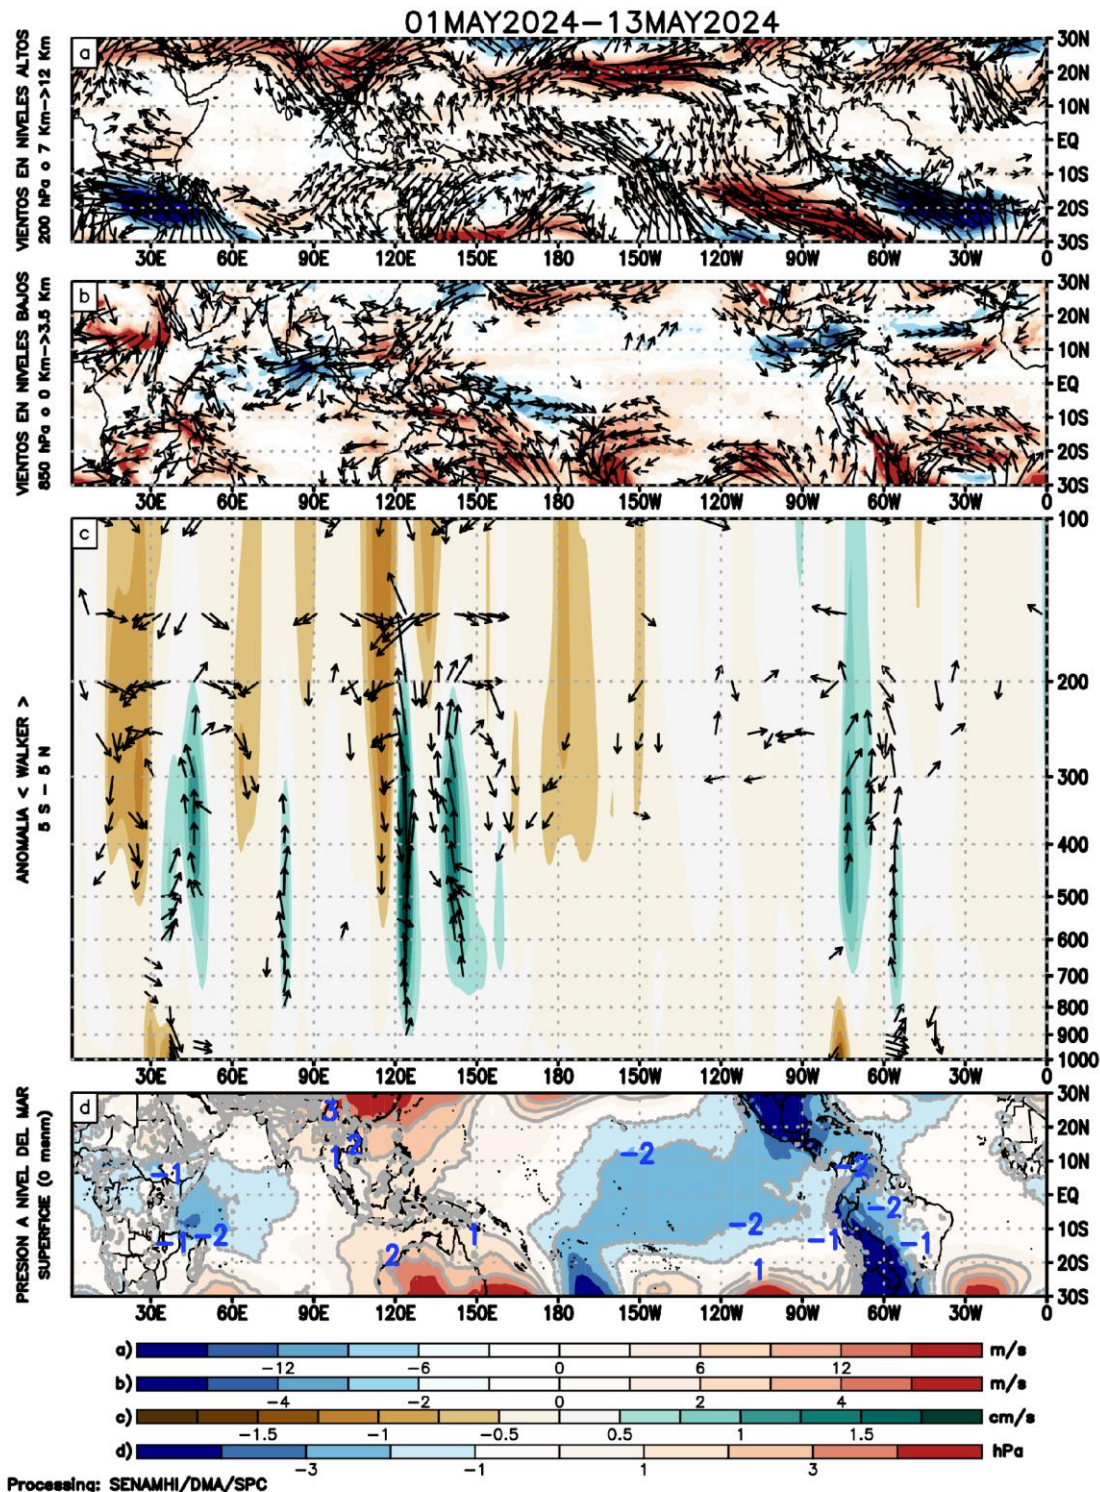 01MAY2024−13MAY2024
VIENTOS EN NIVELES ALTOS
200 hPa o 7 Km−>12 Km
a
30N
20N
10N
EQ
10S
20S
30S
30E 60E 90E 120E 150E 180 150W 120W 90W 60W 30W 0
VIENTOS EN NIVELES BAJOS
850 hPa o 0 Km−>3.5 Km
b
30N
20N
10N
EQ
10S
20S
30S
30E 60E 90E 120E 150E 180 150W 120W 90W 60W 30W 0
ANOMALIA < WALKER >
5 S − 5 N
c
100
200
300
400
500
600
700
800
900
1000
30E 60E 90E 120E 150E 180 150W 120W 90W 60W 30W 0
PRESION A NIVEL DEL MAR
SUPERFICIE (0 msnm)
d
30N
20N
10N
EQ
10S
20S
30S
3
2
1
−1
−2
−2
−2
−2
−1
−2
1
−2
−1
−1
2
1
30E 60E 90E 120E 150E 180 150W 120W 90W 60W 30W 0
a) m/s
−12 −6 0 6 12
b) m/s
−4 −2 0 2 4
c) cm/s
−1.5 −1 −0.5 0.5 1 1.5
d) hPa
−3 −1 1 3
Processing: SENAMHI/DMA/SPC